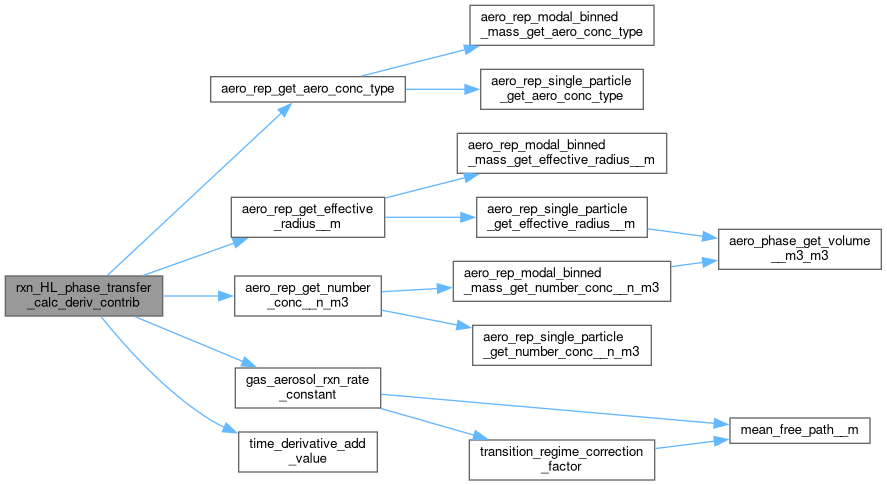 rxn_HL_phase_transfer
_calc_deriv_contrib
aero_rep_get_aero_conc_type
aero_rep_modal_binned
_mass_get_aero_conc_type
aero_rep_single_particle
_get_aero_conc_type
aero_rep_get_effective
_radius__m
aero_rep_modal_binned
_mass_get_effective_radius__m
aero_rep_single_particle
_get_effective_radius__m
aero_phase_get_volume
__m3_m3
aero_rep_get_number
_conc__n_m3
aero_rep_modal_binned
_mass_get_number_conc__n_m3
aero_rep_single_particle
_get_number_conc__n_m3
gas_aerosol_rxn_rate
_constant
mean_free_path__m
transition_regime_correction
_factor
time_derivative_add
_value